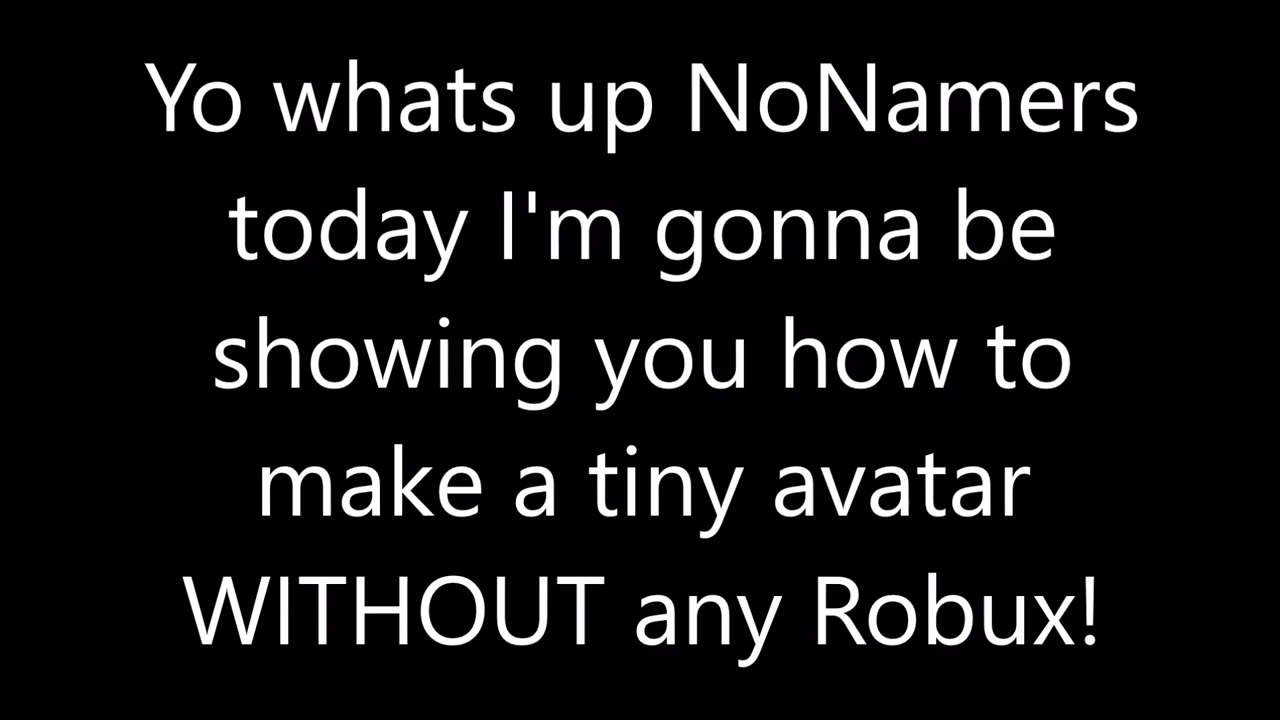 Yo whats up NoNamers
today I'm gonna be
showing you how to
make a tiny avatar
WITHOUT any Robux!